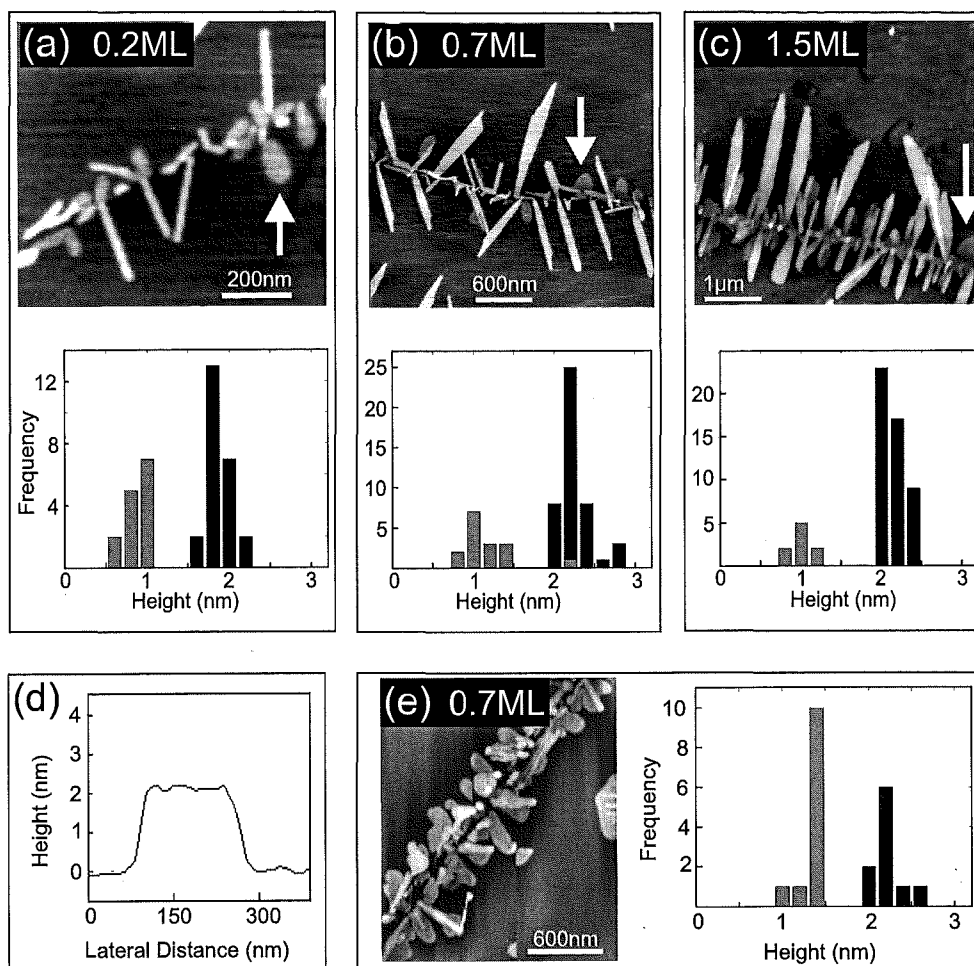 (a) 0.2ML
200nm
12
8
4
Frequency
0 1 2 3
Height (nm)
(b) 0.7ML
600nm
25
20
15
10
5
0 1 2 3
Height (nm)
(c) 1.5ML
1µm
20
15
10
5
0 1 2 3
Height (nm)
(d)
4
3
2
1
0
Height (nm)
0 150 300
Lateral Distance (nm)
(e) 0.7ML
600nm
10
8
6
4
2
Frequency
0 1 2 3
Height (nm)